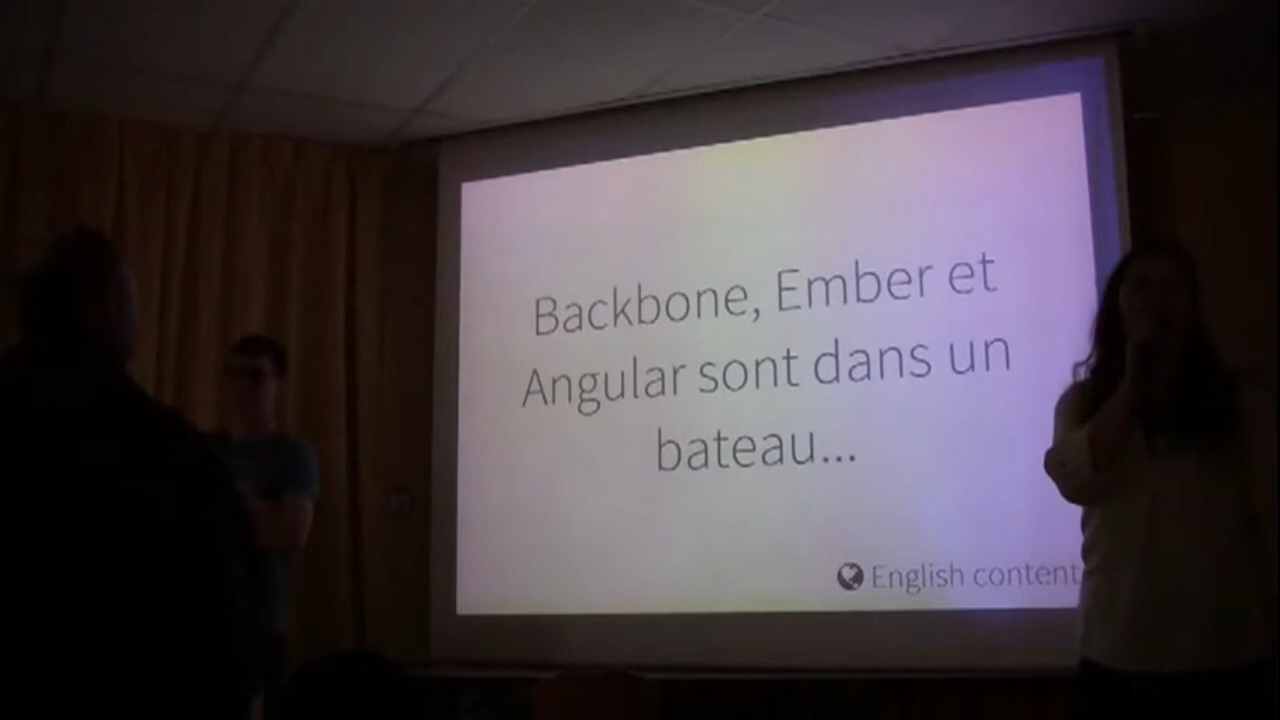 Backbone, Ember et
Angular sont dans un
bateau...
English content